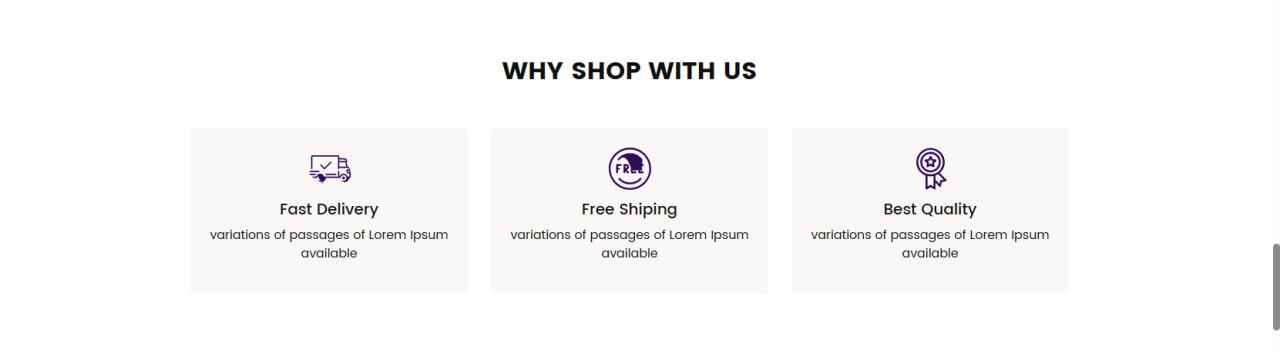 WHY SHOP WITH US
FREE
Fast Delivery
Free Shiping
Best Quality
variations of passages of Lorem Ipsum
available
variations of passages of Lorem Ipsum
available
variations of passages of Lorem Ipsum
available